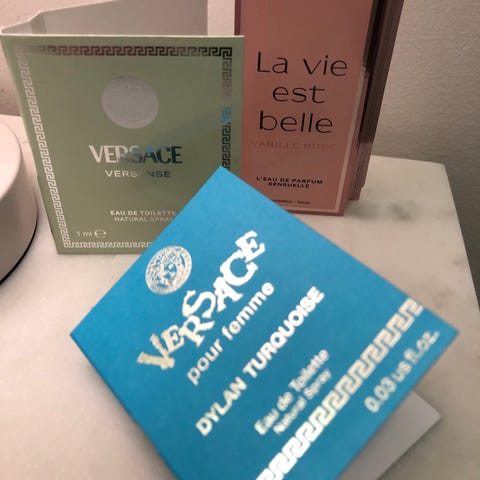 VERSACE
VERSENSE
EAU DE TOILETTE
NATURAL SPRAY
1 ml e
La vie
est
belle
VANILLE NUDE
L'EAU DE PARFUM
SENSUELLE
Spray
VERSACE
pour femme
DYLAN TURQUOISE
Eau de Toilette
Natural Spray
0.03 us fl.oz.